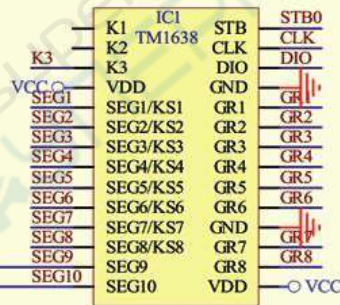 IC1
TM1638
K1 STB STB0
K2 CLK CLK
K3 K3 DIO DIO
VCC VDD GND
SEG1 SEG1/KS1 GR1 GR1
SEG2 SEG2/KS2 GR2 GR2
SEG3 SEG3/KS3 GR3 GR3
SEG4 SEG4/KS4 GR4 GR4
SEG5 SEG5/KS5 GR5 GR5
SEG6 SEG6/KS6 GR6 GR6
SEG7 SEG7/KS7 GND
SEG8 SEG8/KS8 GR7 GR7
SEG9 SEG9 GR8 GR8
SEG10 SEG10 VDD VCC